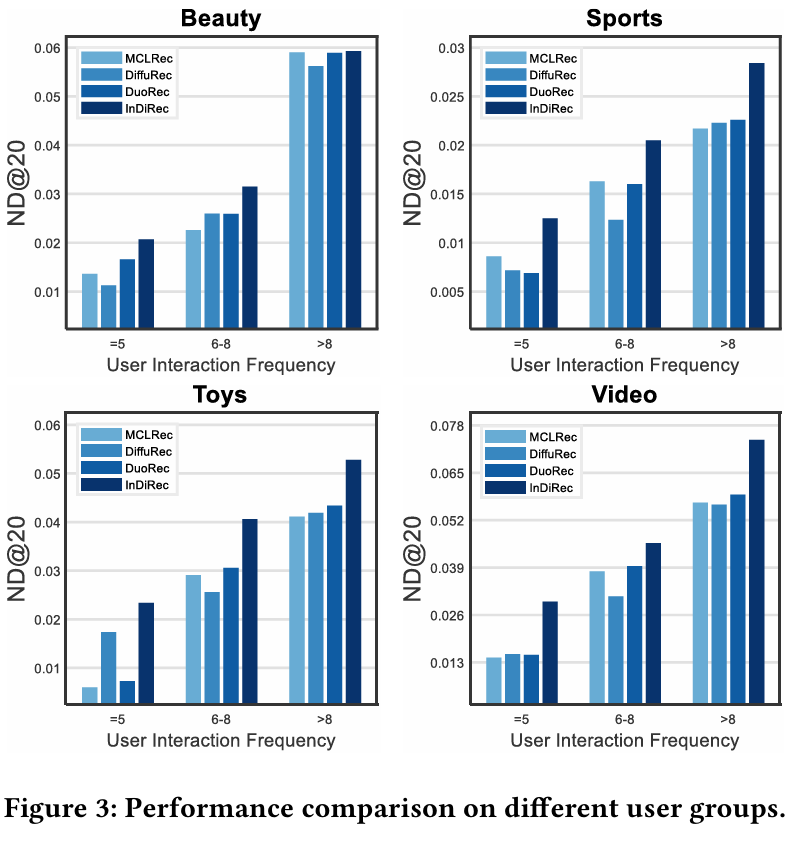 Beauty
ND@20
0.06
0.05
0.04
0.03
0.02
0.01
MCLRec
DiffuRec
DuoRec
InDiRec
=5
6-8
>8
User Interaction Frequency
Sports
ND@20
0.03
0.025
0.02
0.015
0.01
0.005
MCLRec
DiffuRec
DuoRec
InDiRec
=5
6-8
>8
User Interaction Frequency
Toys
ND@20
0.06
0.05
0.04
0.03
0.02
0.01
MCLRec
DiffuRec
DuoRec
InDiRec
=5
6-8
>8
User Interaction Frequency
Video
ND@20
0.078
0.065
0.052
0.039
0.026
0.013
MCLRec
DiffuRec
DuoRec
InDiRec
=5
6-8
>8
User Interaction Frequency
Figure 3: Performance comparison on different user groups.